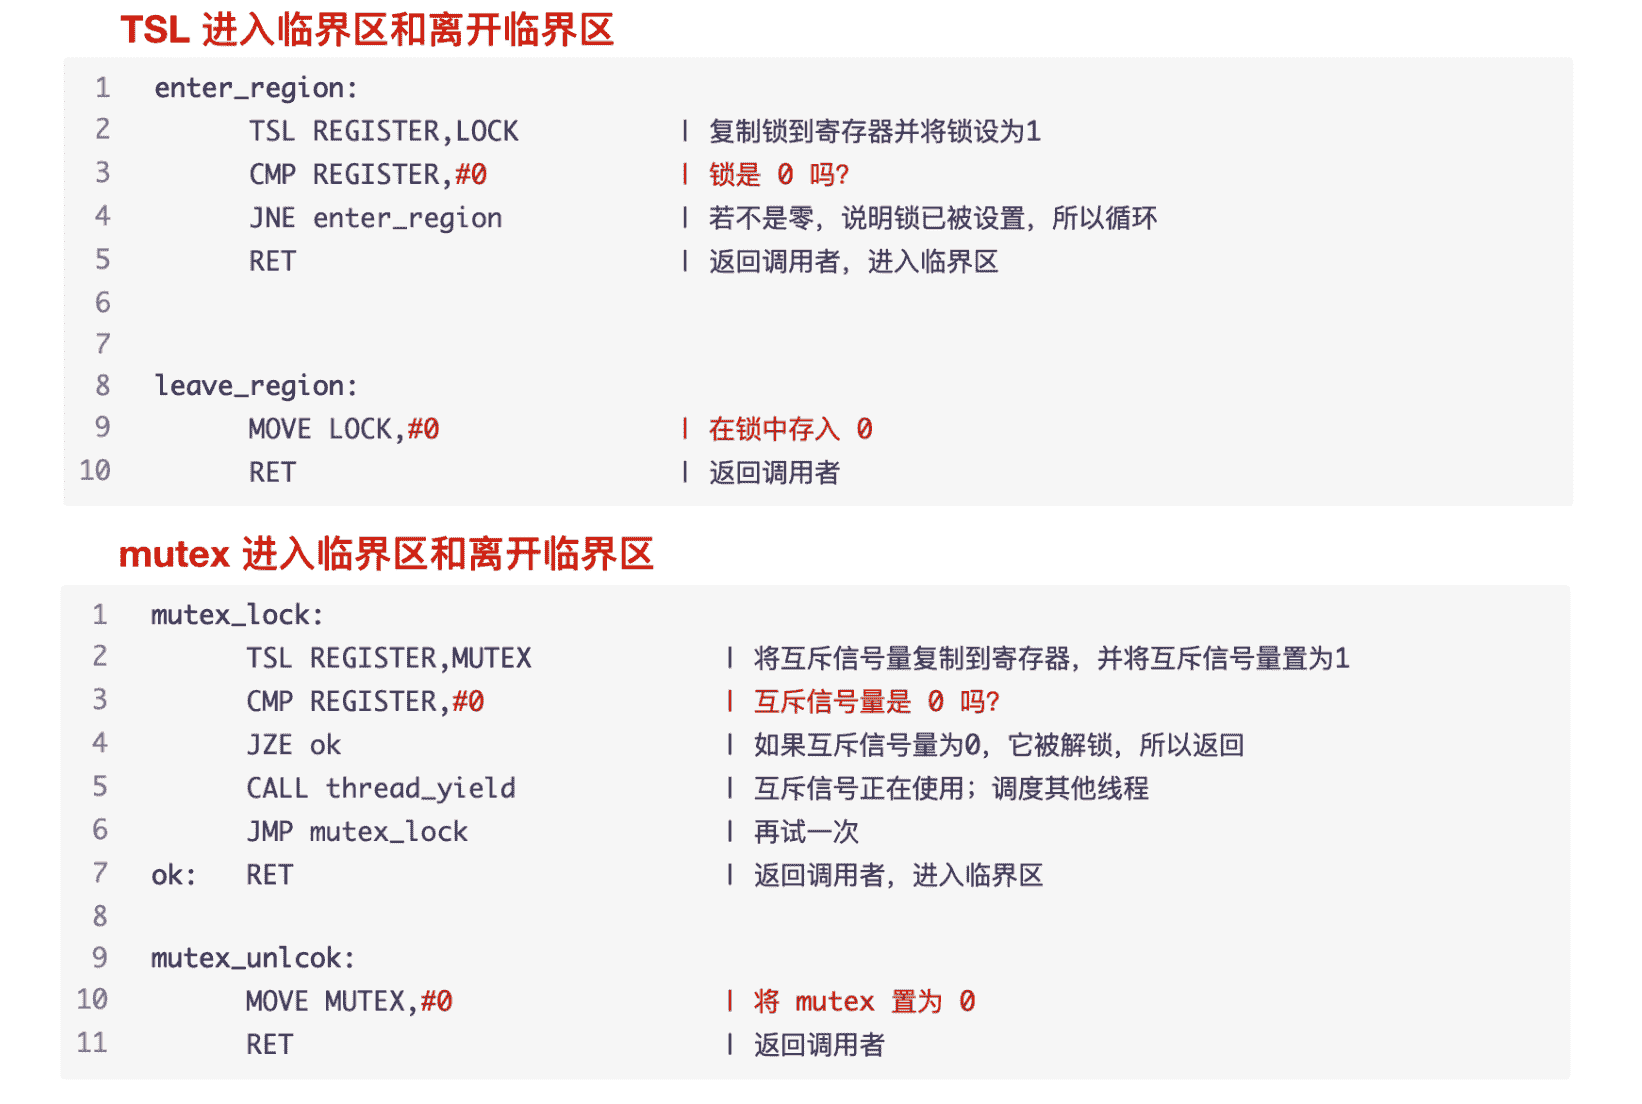 TSL 进入临界区和离开临界区
1 enter_region:
2 TSL REGISTER,LOCK | 复制锁到寄存器并将锁设为1
3 CMP REGISTER,#0 | 锁是 0 吗?
4 JNE enter_region | 若不是零，说明锁已被设置，所以循环
5 RET | 返回调用者，进入临界区
6
7
8 leave_region:
9 MOVE LOCK,#0 | 在锁中存入 0
10 RET | 返回调用者
mutex 进入临界区和离开临界区
1 mutex_lock:
2 TSL REGISTER,MUTEX | 将互斥信号量复制到寄存器，并将互斥信号量置为1
3 CMP REGISTER,#0 | 互斥信号量是 0 吗?
4 JZE ok | 如果互斥信号量为0，它被解锁，所以返回
5 CALL thread_yield | 互斥信号正在使用；调度其他线程
6 JMP mutex_lock | 再试一次
7 ok: RET | 返回调用者，进入临界区
8
9 mutex_unlcok:
10 MOVE MUTEX,#0 | 将 mutex 置为 0
11 RET | 返回调用者